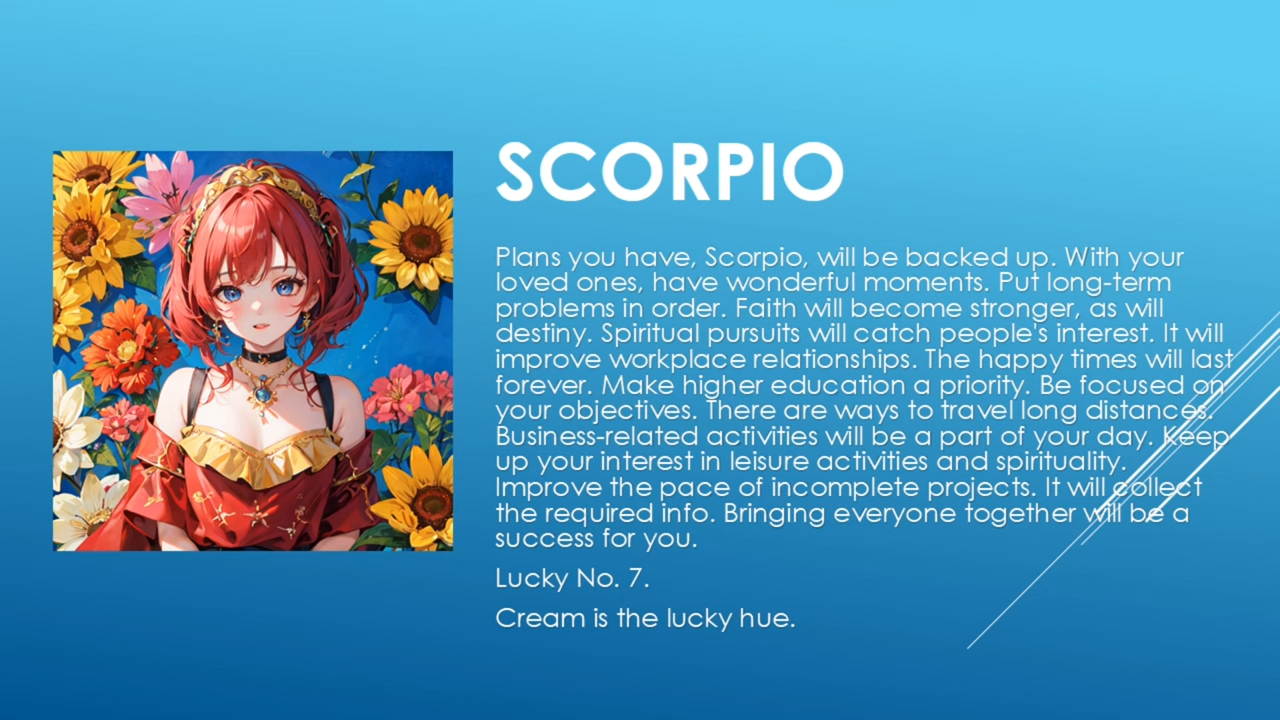 SCORPIO
Plans you have, Scorpio, will be backed up. With your
loved ones, have wonderful moments. Put long-term
problems in order. Faith will become stronger, as will
destiny. Spiritual pursuits will catch people's interest. It will
improve workplace relationships. The happy times will last
forever. Make higher education a priority. Be focused on
your objectives. There are ways to travel long distances.
Business-related activities will be a part of your day. Keep
up your interest in leisure activities and spirituality.
Improve the pace of incomplete projects. It will collect
the required info. Bringing everyone together will be a
success for you.
Lucky No. 7.
Cream is the lucky hue.